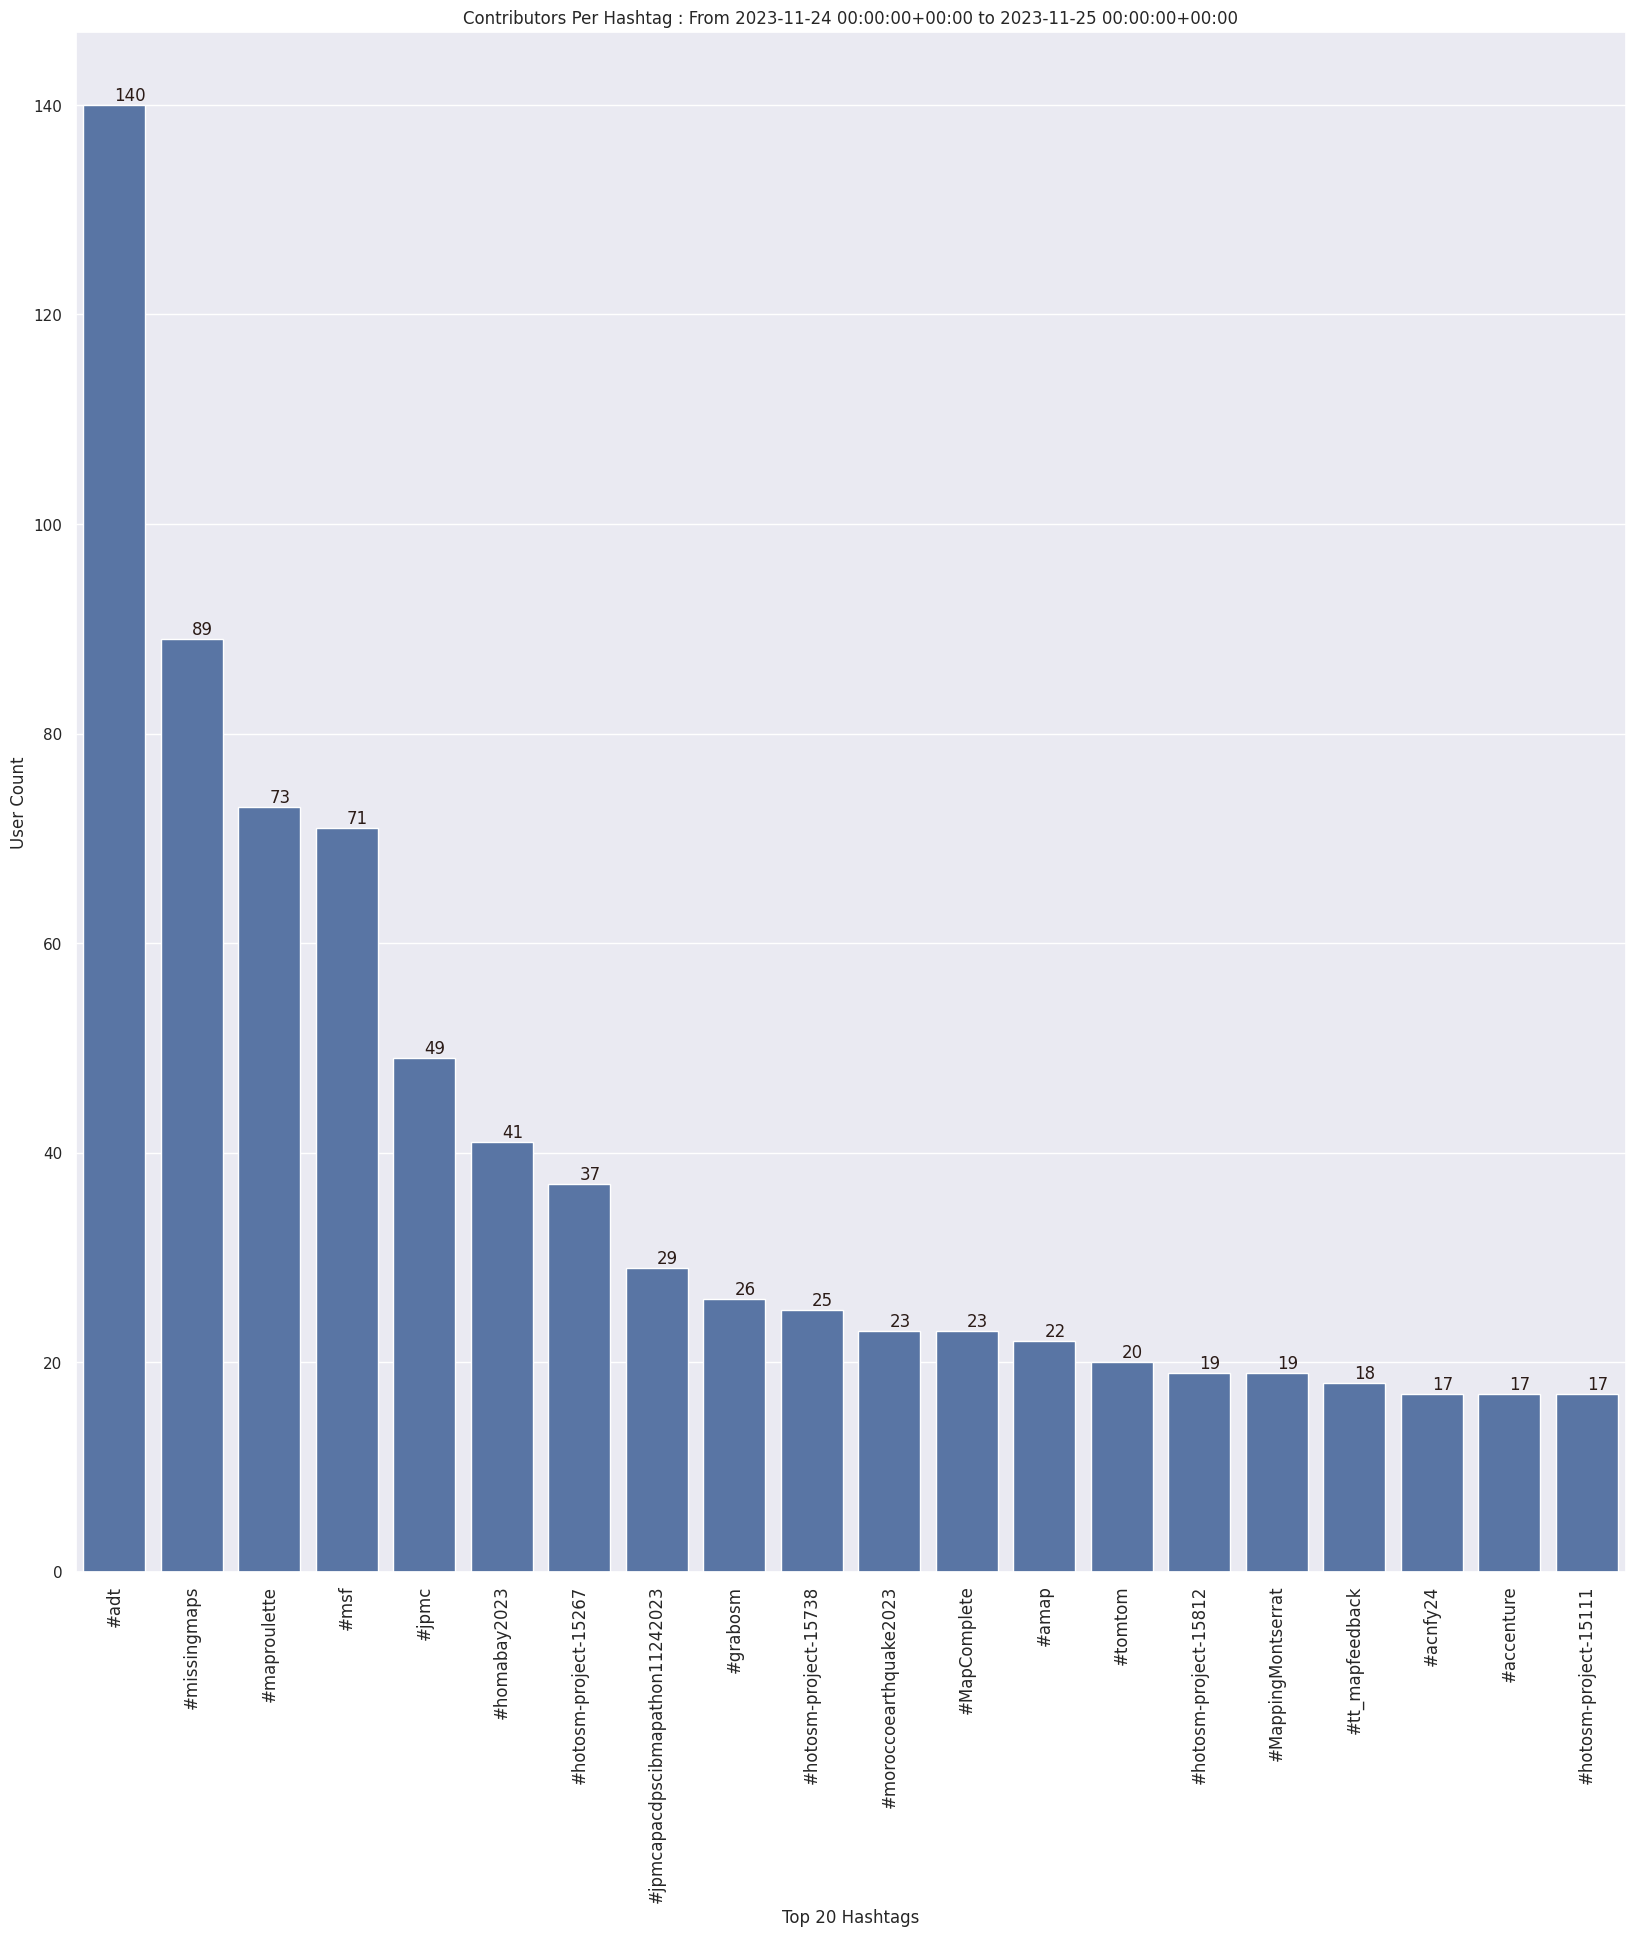 Contributors Per Hashtag : From 2023-11-24 00:00:00+00:00 to 2023-11-25 00:00:00+00:00
User Count
140
120
100
80
60
40
20
0
140
89
73
71
49
41
37
29
26
25
23
23
22
20
19
19
18
17
17
17
#adt
#missingmaps
#maproulette
#msf
#jpmc
#homabay2023
#hotosm-project-15267
#jpmcapacdpscibmapathon11242023
#grabosm
#hotosm-project-15738
#moroccoearthquake2023
#MapComplete
#amap
#tomtom
#hotosm-project-15812
#MappingMontserrat
#tt_mapfeedback
#acnfy24
#accenture
#hotosm-project-15111
Top 20 Hashtags